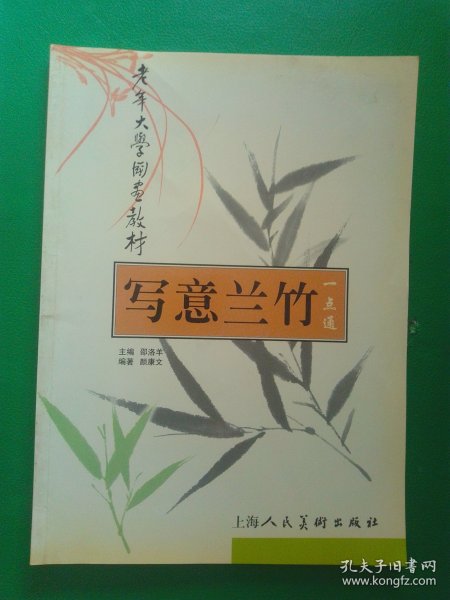 老年大學國畫教材
写意兰竹
一点通
主编 邵洛羊
编著 颜康文
上海人民美術出版社
孔夫子旧书网
www.kongfz.com